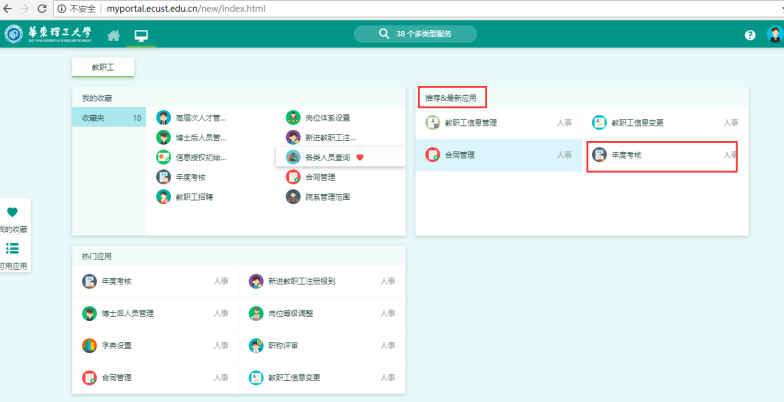 不安全 | myportal.ecust.edu.cn/new/index.html
華東理工大学
38 个多类型服务
教职工
我的收藏
收藏夹 10
高层次人才管...
岗位体系设置
博士后人员管...
新进教职工注...
信息授权初始...
各类人员查询
年度考核
合同管理
教职工招聘
院系管理范围
推荐&最新应用
教职工信息管理 人事
教职工信息变更 人事
合同管理 人事
年度考核 人事
我的收藏
可用应用
热门应用
年度考核 人事
新进教职工注册报到 人事
博士后人员管理 人事
岗位等级调整 人事
字典设置 人事
职称评审 人事
合同管理 人事
教职工信息变更 人事